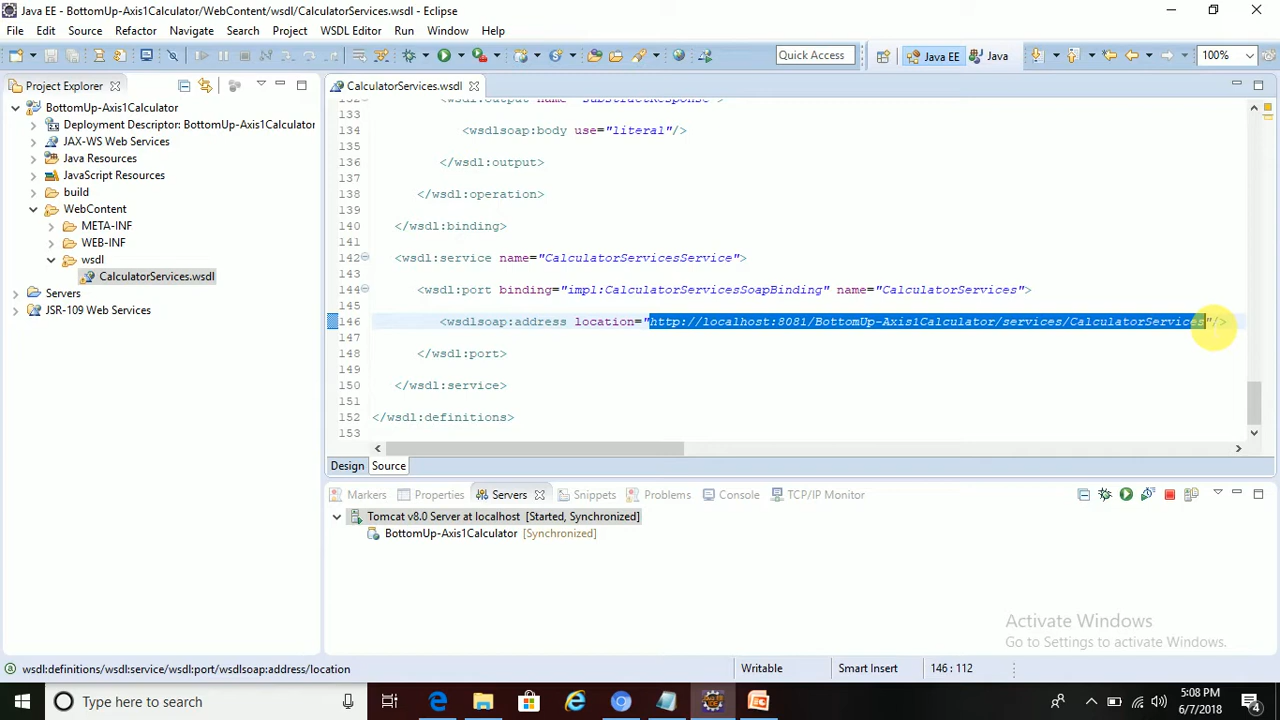 Java EE - BottomUp-Axis1Calculator/WebContent/wsdl/CalculatorServices.wsdl - Eclipse
File Edit Source Refactor Navigate Search Project WSDL Editor Run Window Help
Quick Access Java EE Java 100%
Project Explorer
BottomUp-Axis1Calculator
Deployment Descriptor: BottomUp-Axis1Calculator
JAX-WS Web Services
Java Resources
JavaScript Resources
build
WebContent
META-INF
WEB-INF
wsdl
CalculatorServices.wsdl
Servers
JSR-109 Web Services
CalculatorServices.wsdl
132 <wsdl:output name="substractResponse">
133
134 <wsdlsoap:body use="literal"/>
135
136 </wsdl:output>
137
138 </wsdl:operation>
139
140 </wsdl:binding>
141
142 <wsdl:service name="CalculatorServicesService">
143
144 <wsdl:port binding="impl:CalculatorServicesSoapBinding" name="CalculatorServices">
145
146 <wsdlsoap:address location="http://localhost:8081/BottomUp-Axis1Calculator/services/CalculatorServices"/>
147
148 </wsdl:port>
149
150 </wsdl:service>
151
152 </wsdl:definitions>
153
Design Source
Markers Properties Servers Snippets Problems Console TCP/IP Monitor
Tomcat v8.0 Server at localhost [Started, Synchronized]
BottomUp-Axis1Calculator [Synchronized]
Activate Windows
Go to Settings to activate Windows.
wsdl:definitions/wsdl:service/wsdl:port/wsdlsoap:address/location Writable Smart Insert 146 : 112
Type here to search
5:08 PM
6/7/2018
4